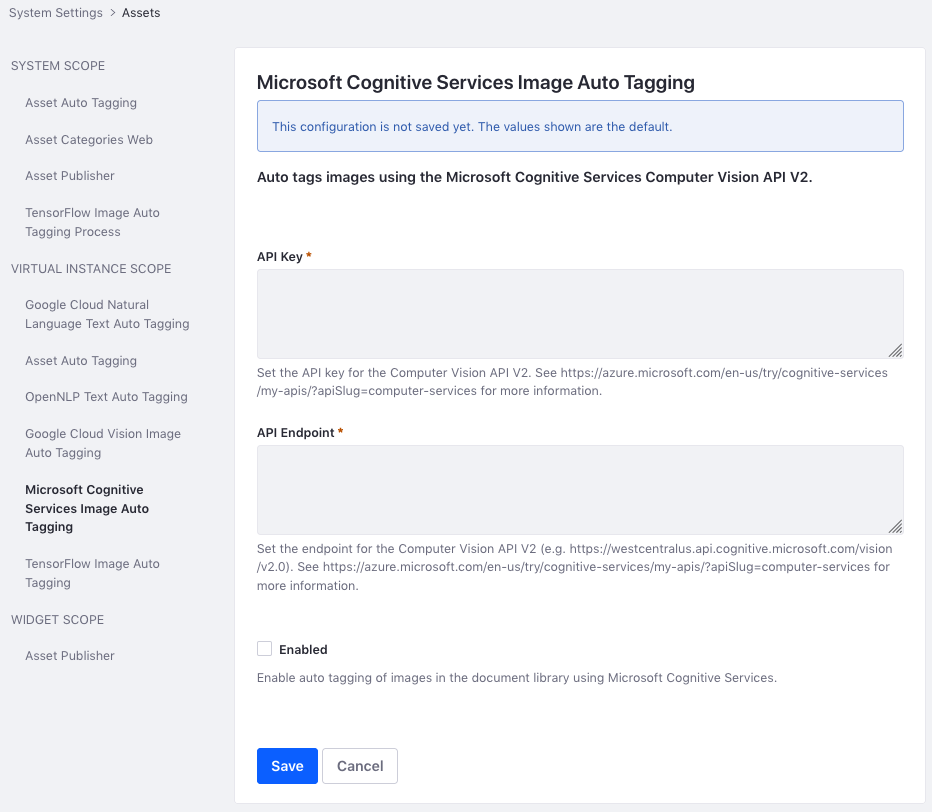 System Settings > Assets
SYSTEM SCOPE
Asset Auto Tagging
Asset Categories Web
Asset Publisher
TensorFlow Image Auto
Tagging Process
VIRTUAL INSTANCE SCOPE
Google Cloud Natural
Language Text Auto Tagging
Asset Auto Tagging
OpenNLP Text Auto Tagging
Google Cloud Vision Image
Auto Tagging
Microsoft Cognitive
Services Image Auto
Tagging
TensorFlow Image Auto
Tagging
WIDGET SCOPE
Asset Publisher
Microsoft Cognitive Services Image Auto Tagging
This configuration is not saved yet. The values shown are the default.
Auto tags images using the Microsoft Cognitive Services Computer Vision API V2.
API Key *
Set the API key for the Computer Vision API V2. See https://azure.microsoft.com/en-us/try/cognitive-services
/my-apis/?apiSlug=computer-services for more information.
API Endpoint *
Set the endpoint for the Computer Vision API V2 (e.g. https://westcentralus.api.cognitive.microsoft.com/vision
/v2.0). See https://azure.microsoft.com/en-us/try/cognitive-services/my-apis/?apiSlug=computer-services for
more information.
Enabled
Enable auto tagging of images in the document library using Microsoft Cognitive Services.
Save Cancel